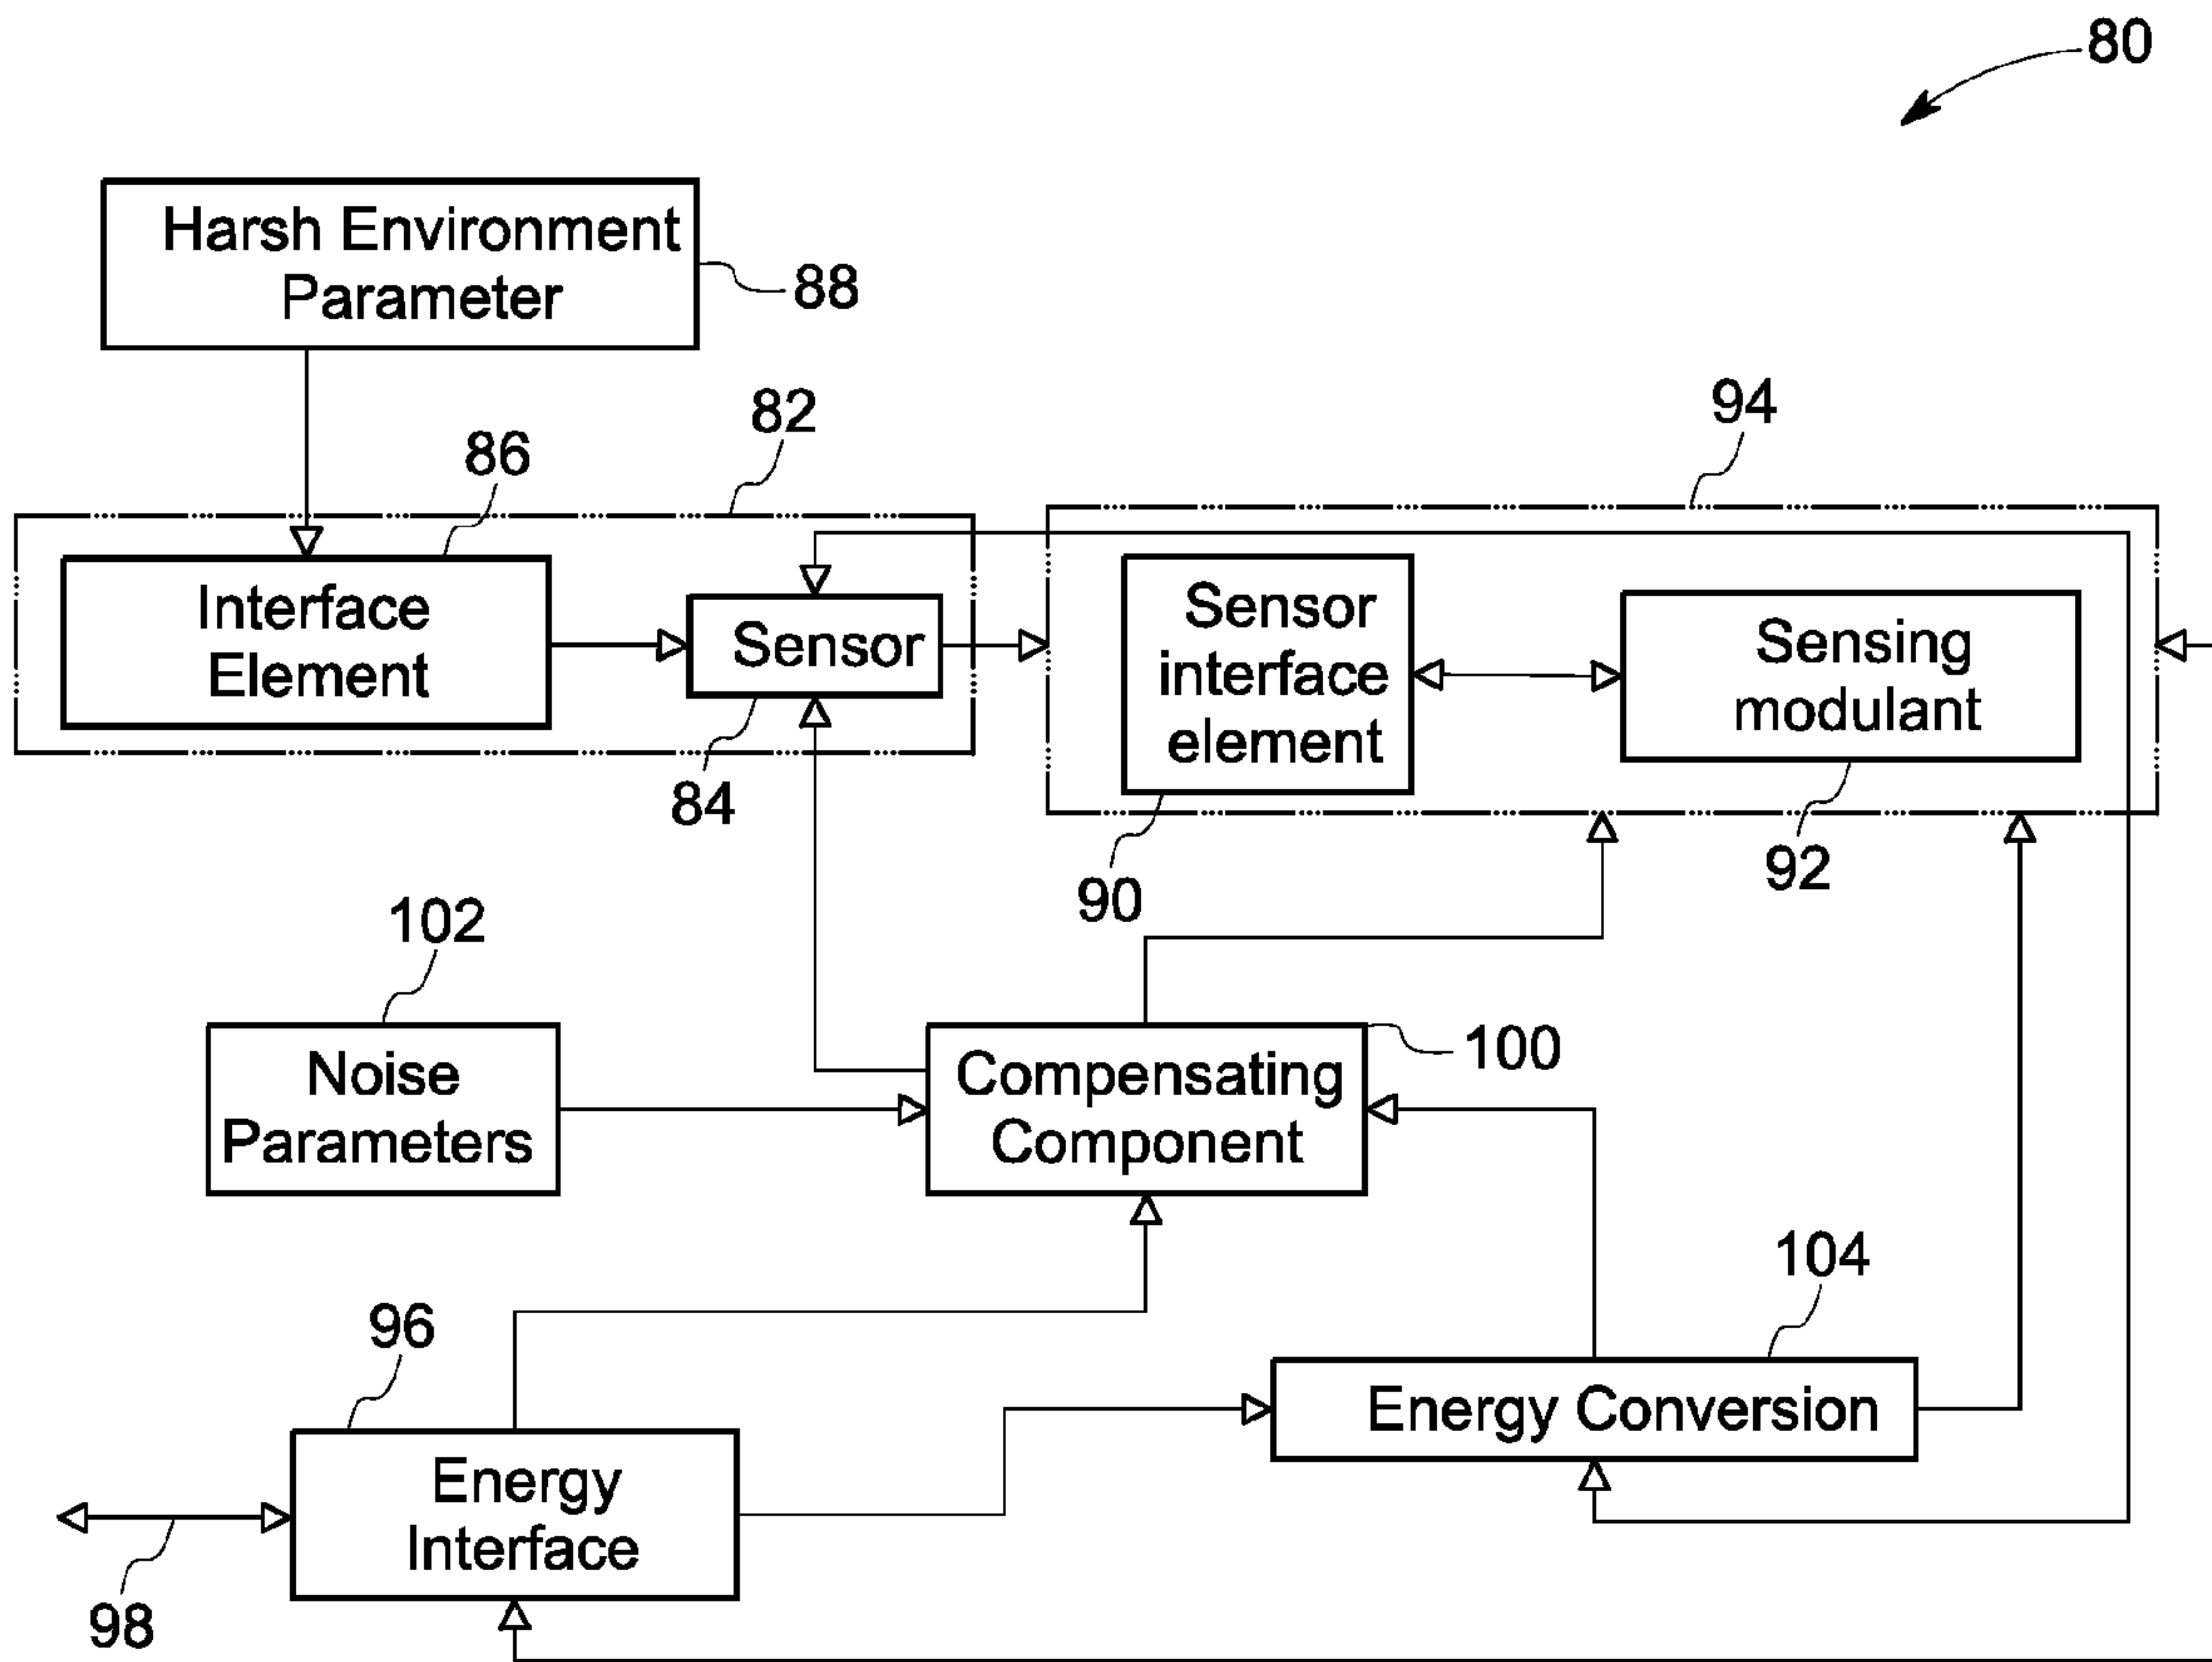 80
Harsh Environment
Parameter
88
82
94
86
Interface
Element
Sensor
Sensor
interface
element
Sensing
modulant
84
90
92
102
Noise
Parameters
Compensating
Component
100
104
96
Energy Conversion
Energy
Interface
98